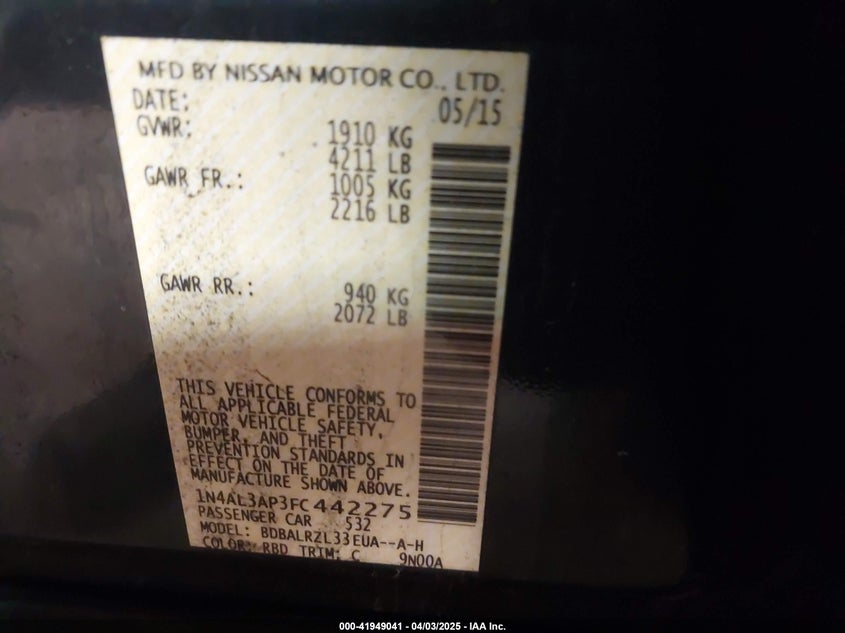 MFD BY NISSAN MOTOR CO., LTD.
DATE: 05/15
GVWR: 1910 KG
4211 LB
GAWR FR.: 1005 KG
2216 LB
GAWR RR.: 940 KG
2072 LB
THIS VEHICLE CONFORMS TO
ALL APPLICABLE FEDERAL
MOTOR VEHICLE SAFETY,
BUMPER, AND THEFT
PREVENTION STANDARDS IN
EFFECT ON THE DATE OF
MANUFACTURE SHOWN ABOVE.
1N4AL3AP3FC442275
PASSENGER CAR 532
MODEL: BDBALRZL33EUA--A-H
COLOR: RBD TRIM: C 9N00A
000-41949041 - 04/03/2025 - IAA Inc.